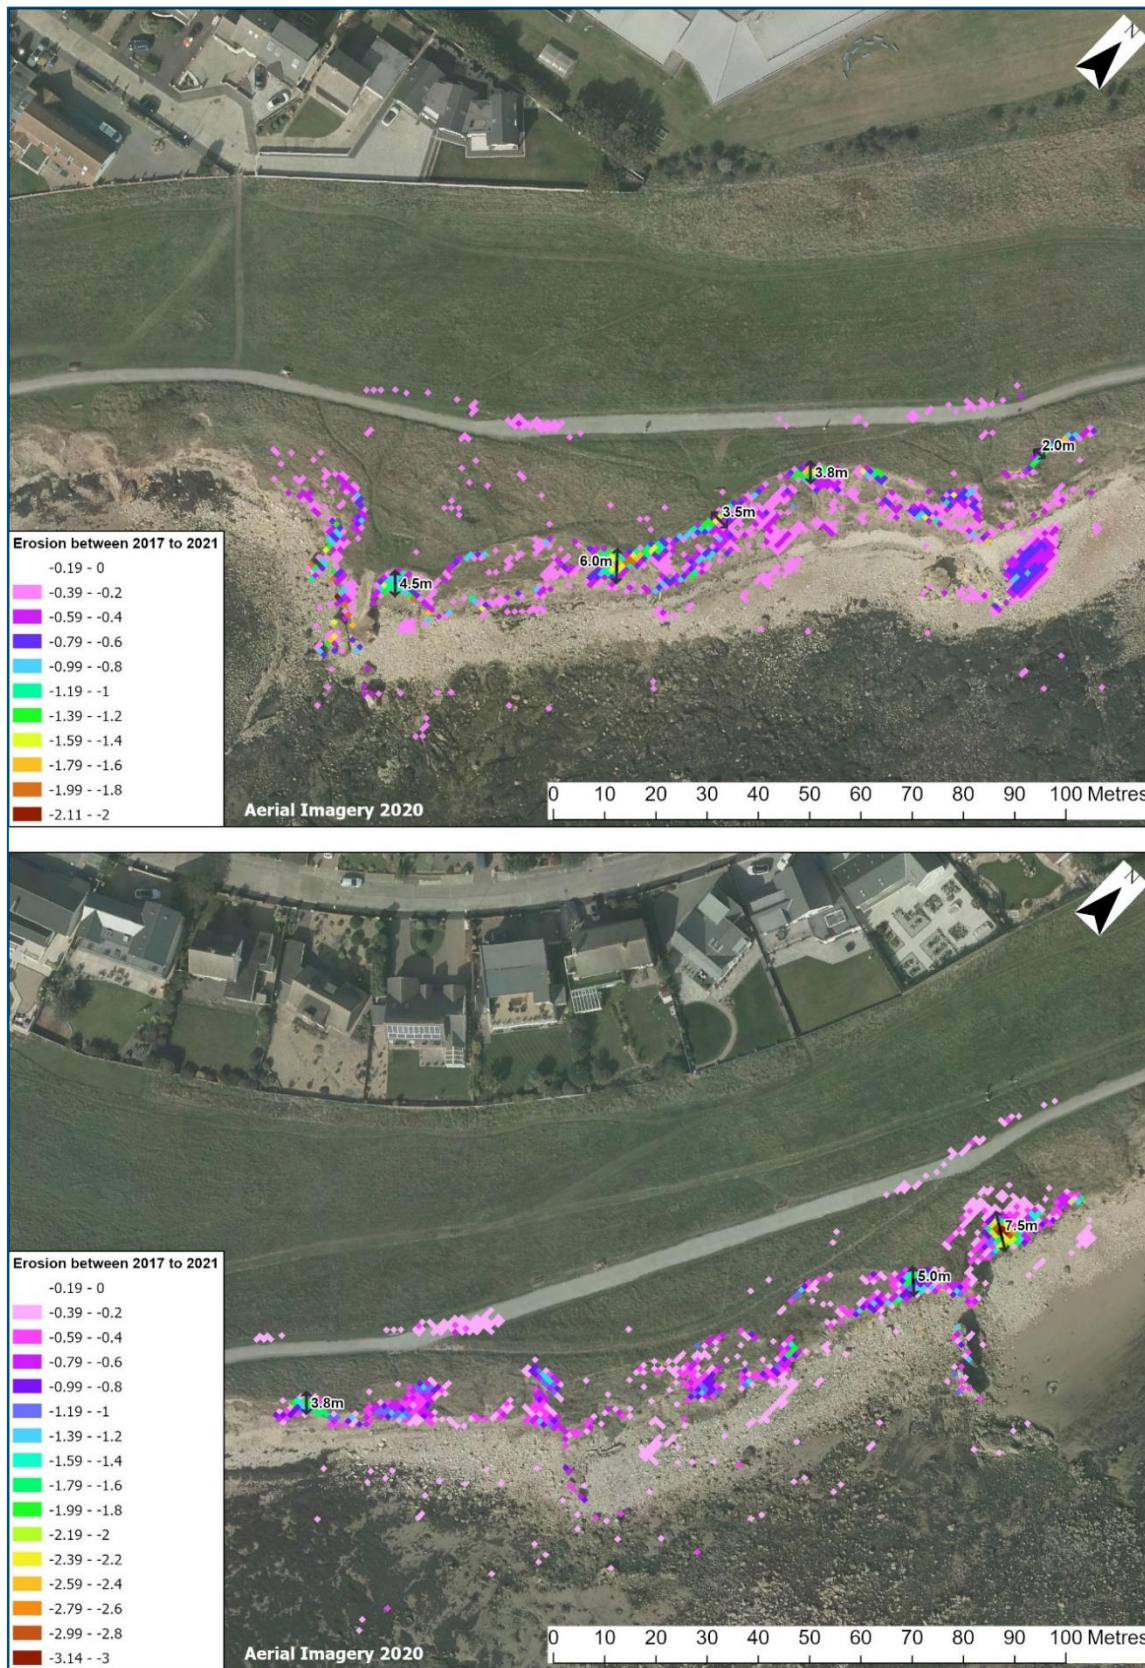 N
2.0m
3.8m
3.5m
6.0m
4.5m
Erosion between 2017 to 2021
-0.19 - 0
-0.39 - -0.2
-0.59 - -0.4
-0.79 - -0.6
-0.99 - -0.8
-1.19 - -1
-1.39 - -1.2
-1.59 - -1.4
-1.79 - -1.6
-1.99 - -1.8
-2.11 - -2
Aerial Imagery 2020
0 10 20 30 40 50 60 70 80 90 100 Metres
N
7.5m
5.0m
3.8m
Erosion between 2017 to 2021
-0.19 - 0
-0.39 - -0.2
-0.59 - -0.4
-0.79 - -0.6
-0.99 - -0.8
-1.19 - -1
-1.39 - -1.2
-1.59 - -1.4
-1.79 - -1.6
-1.99 - -1.8
-2.19 - -2
-2.39 - -2.2
-2.59 - -2.4
-2.79 - -2.6
-2.99 - -2.8
-3.14 - -3
Aerial Imagery 2020
0 10 20 30 40 50 60 70 80 90 100 Metres